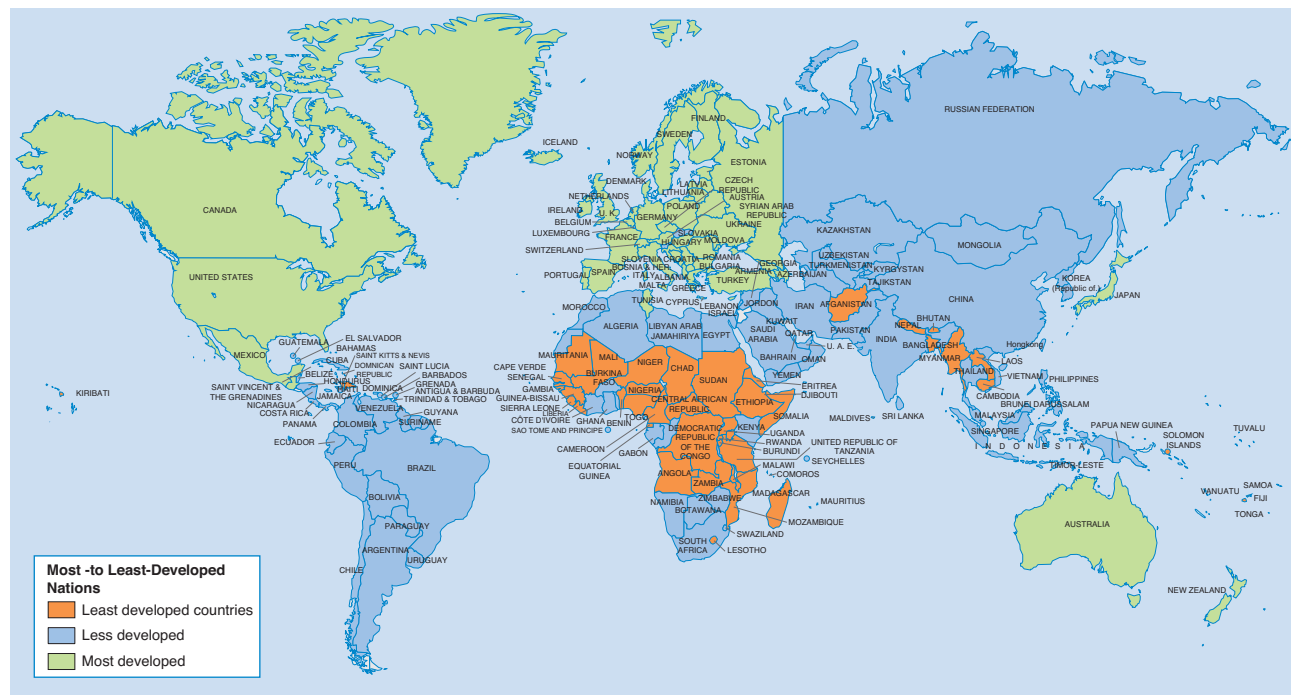 RUSSIAN FEDERATION
FINLAND
SWEDEN
ICELAND
NORWAY
ESTONIA
DENMARK
LATVIA
CZECH
REPUBLIC
LITHUANIA
NETHERLANDS
AUSTRIA
POLAND
SYRIAN ARAB
REPUBLIC
IRELAND
U. K.
GERMANY
BELGIUM
UKRAINE
LUXEMBOURG
FRANCE
SLOVAKIA
MOLDOVA
HUNGARY
SWITZERLAND
SLOVENIA
CROATIA
ROMANIA
BOSNIA & HER.
BULGARIA
GEORGIA
ARMENIA
AZERBAIJAN
PORTUGAL
SPAIN
ITALY
ALBANIA
TURKEY
MALTA
GREECE
TUNISIA
CYPRUS
LEBANON
ISRAEL
JORDON
MOROCCO
CANADA
UNITED STATES
MEXICO
KAZAKHSTAN
MONGOLIA
UZBEKISTAN
TURKMENISTAN
KYRGYSTAN
TAJIKISTAN
KOREA
(Republic of.)
JAPAN
CHINA
AFGANISTAN
IRAN
PAKISTAN
KUWAIT
QATAR
SAUDI
ARABIA
U. A. E.
BAHRAIN
OMAN
YEMEN
INDIA
NEPAL
BHUTAN
BANGLADESH
MYANMAR
Hongkong
LAOS
THAILAND
VIETNAM
PHILIPPINES
CAMBODIA
BRUNEI DARUSSALAM
MALAYSIA
SINGAPORE
SRI LANKA
MALDIVES
I N D O N E S I A
PAPUA NEW GUINEA
SOLOMON
ISLANDS
TUVALU
TIMOR-LESTE
VANUATU
SAMOA
FIJI
TONGA
AUSTRALIA
NEW ZEALAND
ALGERIA
LIBYAN ARAB
JAMAHIRIYA
EGYPT
MAURITANIA
MALI
NIGER
CHAD
SUDAN
BURKINA
FASO
CAPE VERDE
SENEGAL
GAMBIA
GUINEA-BISSAU
SIERRA LEONE
LIBERIA
CÔTE D'IVOIRE
GHANA
TOGO
BENIN
SAO TOME AND PRINCIPE
NIGERIA
CENTRAL AFRICAN
REPUBLIC
ETHIOPIA
ERITREA
DJIBOUTI
SOMALIA
CAMEROON
EQUATORIAL
GUINEA
GABON
DEMOCRATIC
REPUBLIC
OF THE
CONGO
KENYA
UGANDA
RWANDA
BURUNDI
UNITED REPUBLIC OF
TANZANIA
SEYCHELLES
MALAWI
COMOROS
ANGOLA
ZAMBIA
MADAGASCAR
MAURITIUS
ZIMBABWE
NAMIBIA
BOTAWANA
MOZAMBIQUE
SWAZILAND
SOUTH
AFRICA
LESOTHO
KIRIBATI
EL SALVADOR
GUATEMALA
BAHAMAS
CUBA
SAINT KITTS & NEVIS
BELIZE
DOMNICAN
REPUBLIC
SAINT LUCIA
BARBADOS
HONDURUS
HAITI
DOMINICA
GRENADA
SAINT VINCENT &
THE GRENADINES
JAMAICA
ANTIGUA & BARBUDA
TRINIDAD & TOBAGO
NICARAGUA
COSTA RICA
PANAMA
VENEZUELA
GUYANA
SURINAME
COLOMBIA
ECUADOR
PERU
BRAZIL
BOLIVIA
PARAGUAY
ARGENTINA
URUGUAY
CHILE
Most -to Least-Developed
Nations
Least developed countries
Less developed
Most developed